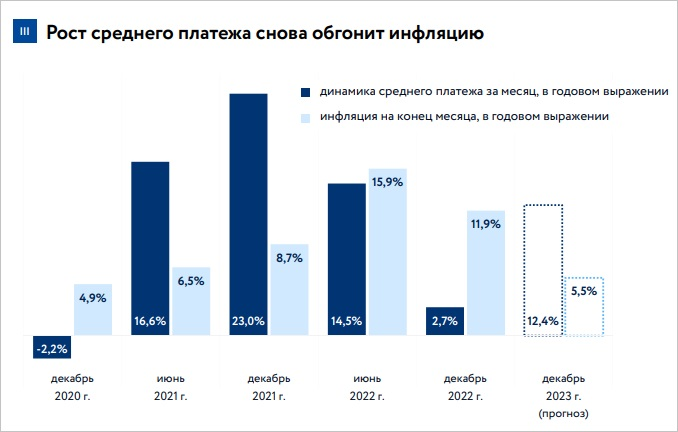 III
Рост среднего платежа снова обгонит инфляцию
динамика среднего платежа за месяц, в годовом выражении
инфляция на конец месяца, в годовом выражении
-2,2%
4,9%
16,6%
6,5%
23,0%
8,7%
14,5%
15,9%
2,7%
11,9%
12,4%
5,5%
декабрь
2020 г.
июнь
2021 г.
декабрь
2021 г.
июнь
2022 г.
декабрь
2022 г.
декабрь
2023 г.
(прогноз)